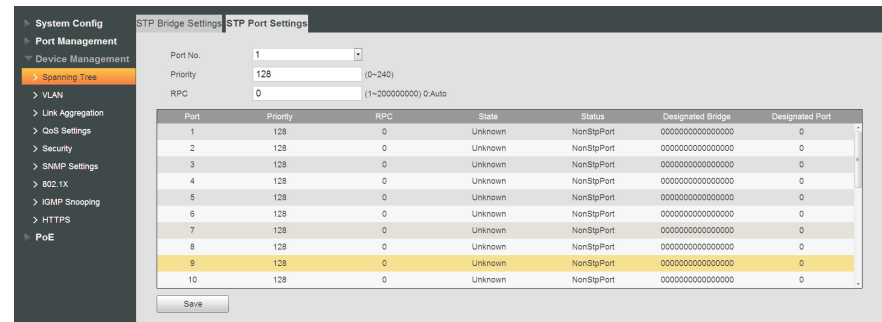 System Config
Port Management
Device Management
Spanning Tree
VLAN
Link Aggregation
QoS Settings
Security
SNMP Settings
802.1X
IGMP Snooping
HTTPS
PoE
STP Bridge Settings STP Port Settings
Port No. 1
Priority 128 (0~240)
RPC 0 (1~200000000) 0:Auto
Port Priority RPC State Status Designated Bridge Designated Port
1 128 0 Unknown NonStpPort 0000000000000000 0
2 128 0 Unknown NonStpPort 0000000000000000 0
3 128 0 Unknown NonStpPort 0000000000000000 0
4 128 0 Unknown NonStpPort 0000000000000000 0
5 128 0 Unknown NonStpPort 0000000000000000 0
6 128 0 Unknown NonStpPort 0000000000000000 0
7 128 0 Unknown NonStpPort 0000000000000000 0
8 128 0 Unknown NonStpPort 0000000000000000 0
9 128 0 Unknown NonStpPort 0000000000000000 0
10 128 0 Unknown NonStpPort 0000000000000000 0
Save